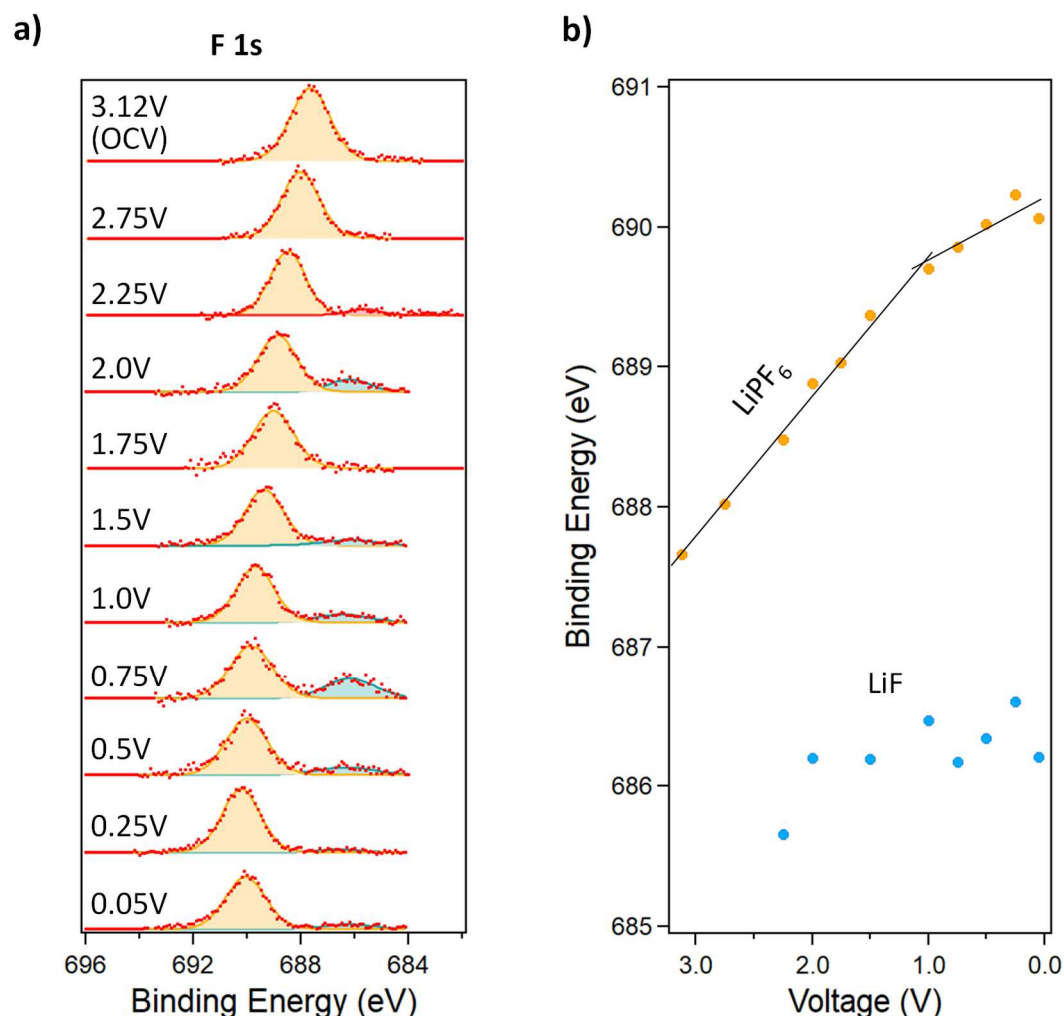 a)
F 1s
3.12V
(OCV)
2.75V
2.25V
2.0V
1.75V
1.5V
1.0V
0.75V
0.5V
0.25V
0.05V
696 692 688 684
Binding Energy (eV)
b)
691
690
689
688
687
686
685
Binding Energy (eV)
LiPF6
LiF
3.0 2.0 1.0 0.0
Voltage (V)